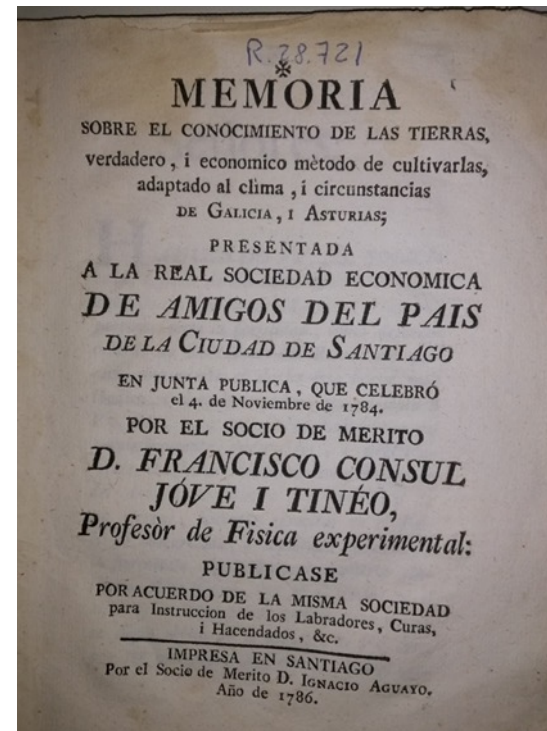 R.28.721
MEMORIA
SOBRE EL CONOCIMIENTO DE LAS TIERRAS,
verdadero, i economico mètodo de cultivarlas,
adaptado al clima, i circunstancias
DE GALICIA, I ASTURIAS;
PRESENTADA
A LA REAL SOCIEDAD ECONOMICA
DE AMIGOS DEL PAIS
DE LA CIUDAD DE SANTIAGO
EN JUNTA PUBLICA, QUE CELEBRÓ
el 4. de Noviembre de 1784.
POR EL SOCIO DE MERITO
D. FRANCISCO CONSUL
JÓVE I TINÉO,
Profesòr de Fisica experimental:
PUBLICASE
POR ACUERDO DE LA MISMA SOCIEDAD
para Instruccion de los Labradores, Curas,
i Hacendados, &c.
IMPRESA EN SANTIAGO
Por el Socio de Merito D. IGNACIO AGUAYO.
Año de 1786.